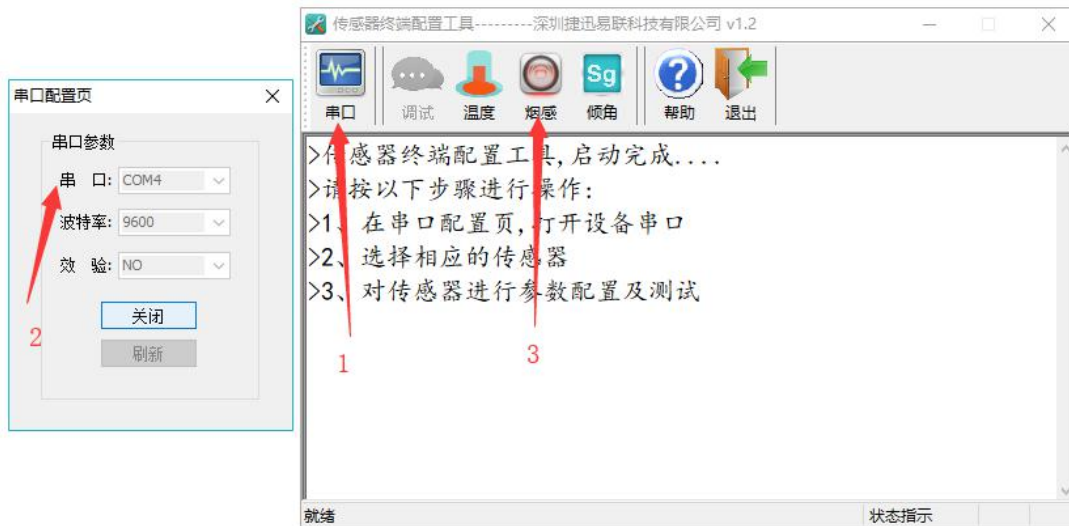 传感器终端配置工具---------深圳捷迅易联科技有限公司 v1.2
串口 调试 温度 烟感 倾角 帮助 退出
>传感器终端配置工具,启动完成....
>请按以下步骤进行操作:
>1、在串口配置页,打开设备串口
>2、选择相应的传感器
>3、对传感器进行参数配置及测试
1
3
就绪 状态指示
串口配置页
串口参数
串 口: COM4
波特率: 9600
效 验: NO
关闭
刷新
2